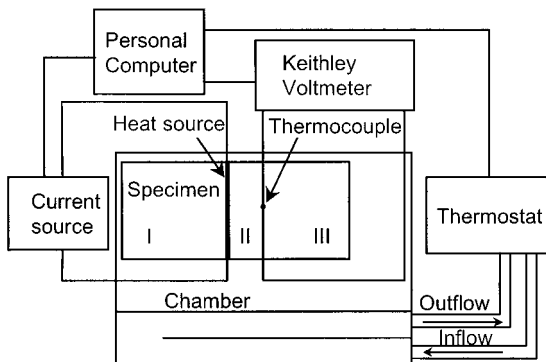 Personal
Computer
Keithley
Voltmeter
Heat source
Thermocouple
Current
source
Specimen
I
II
III
Thermostat
Chamber
Outflow
Inflow